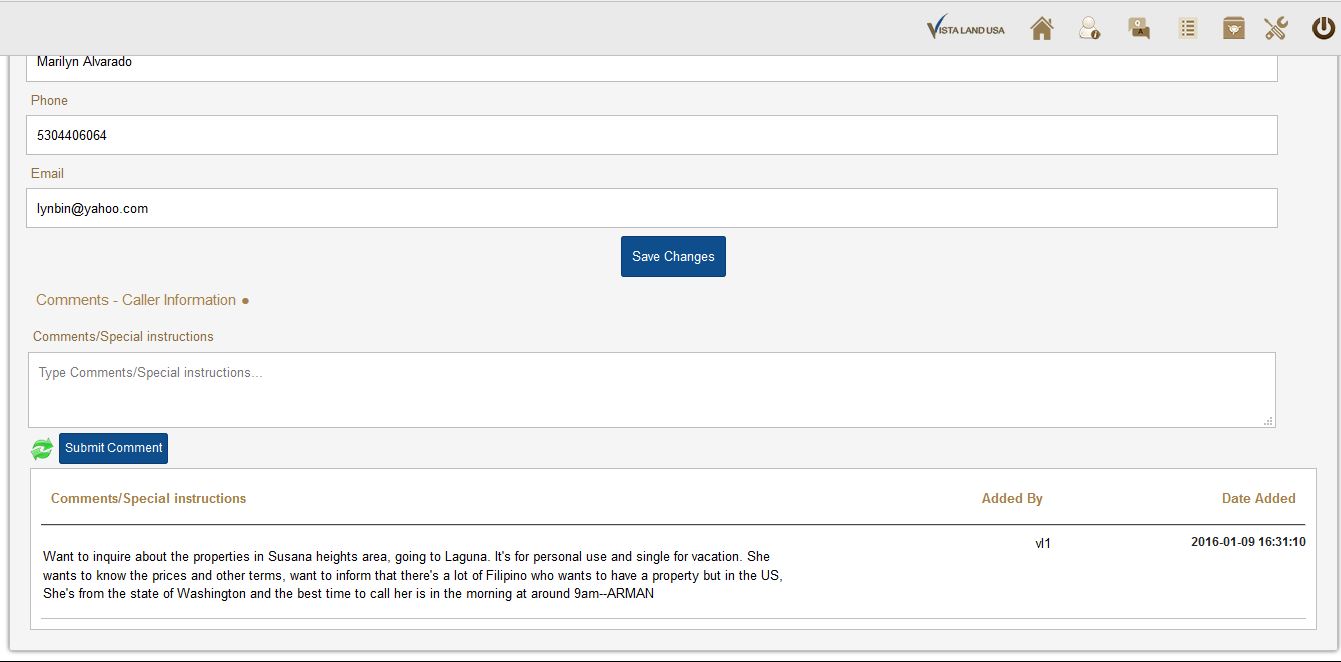 VISTA LAND USA
Marilyn Alvarado
Phone
5304406064
Email
lynbin@yahoo.com
Save Changes
Comments - Caller Information
Comments/Special instructions
Type Comments/Special instructions...
Submit Comment
Comments/Special instructions Added By Date Added
Want to inquire about the properties in Susana heights area, going to Laguna. It's for personal use and single for vacation. She vl1 2016-01-09 16:31:10
wants to know the prices and other terms, want to inform that there's a lot of Filipino who wants to have a property but in the US,
She's from the state of Washington and the best time to call her is in the morning at around 9am--ARMAN